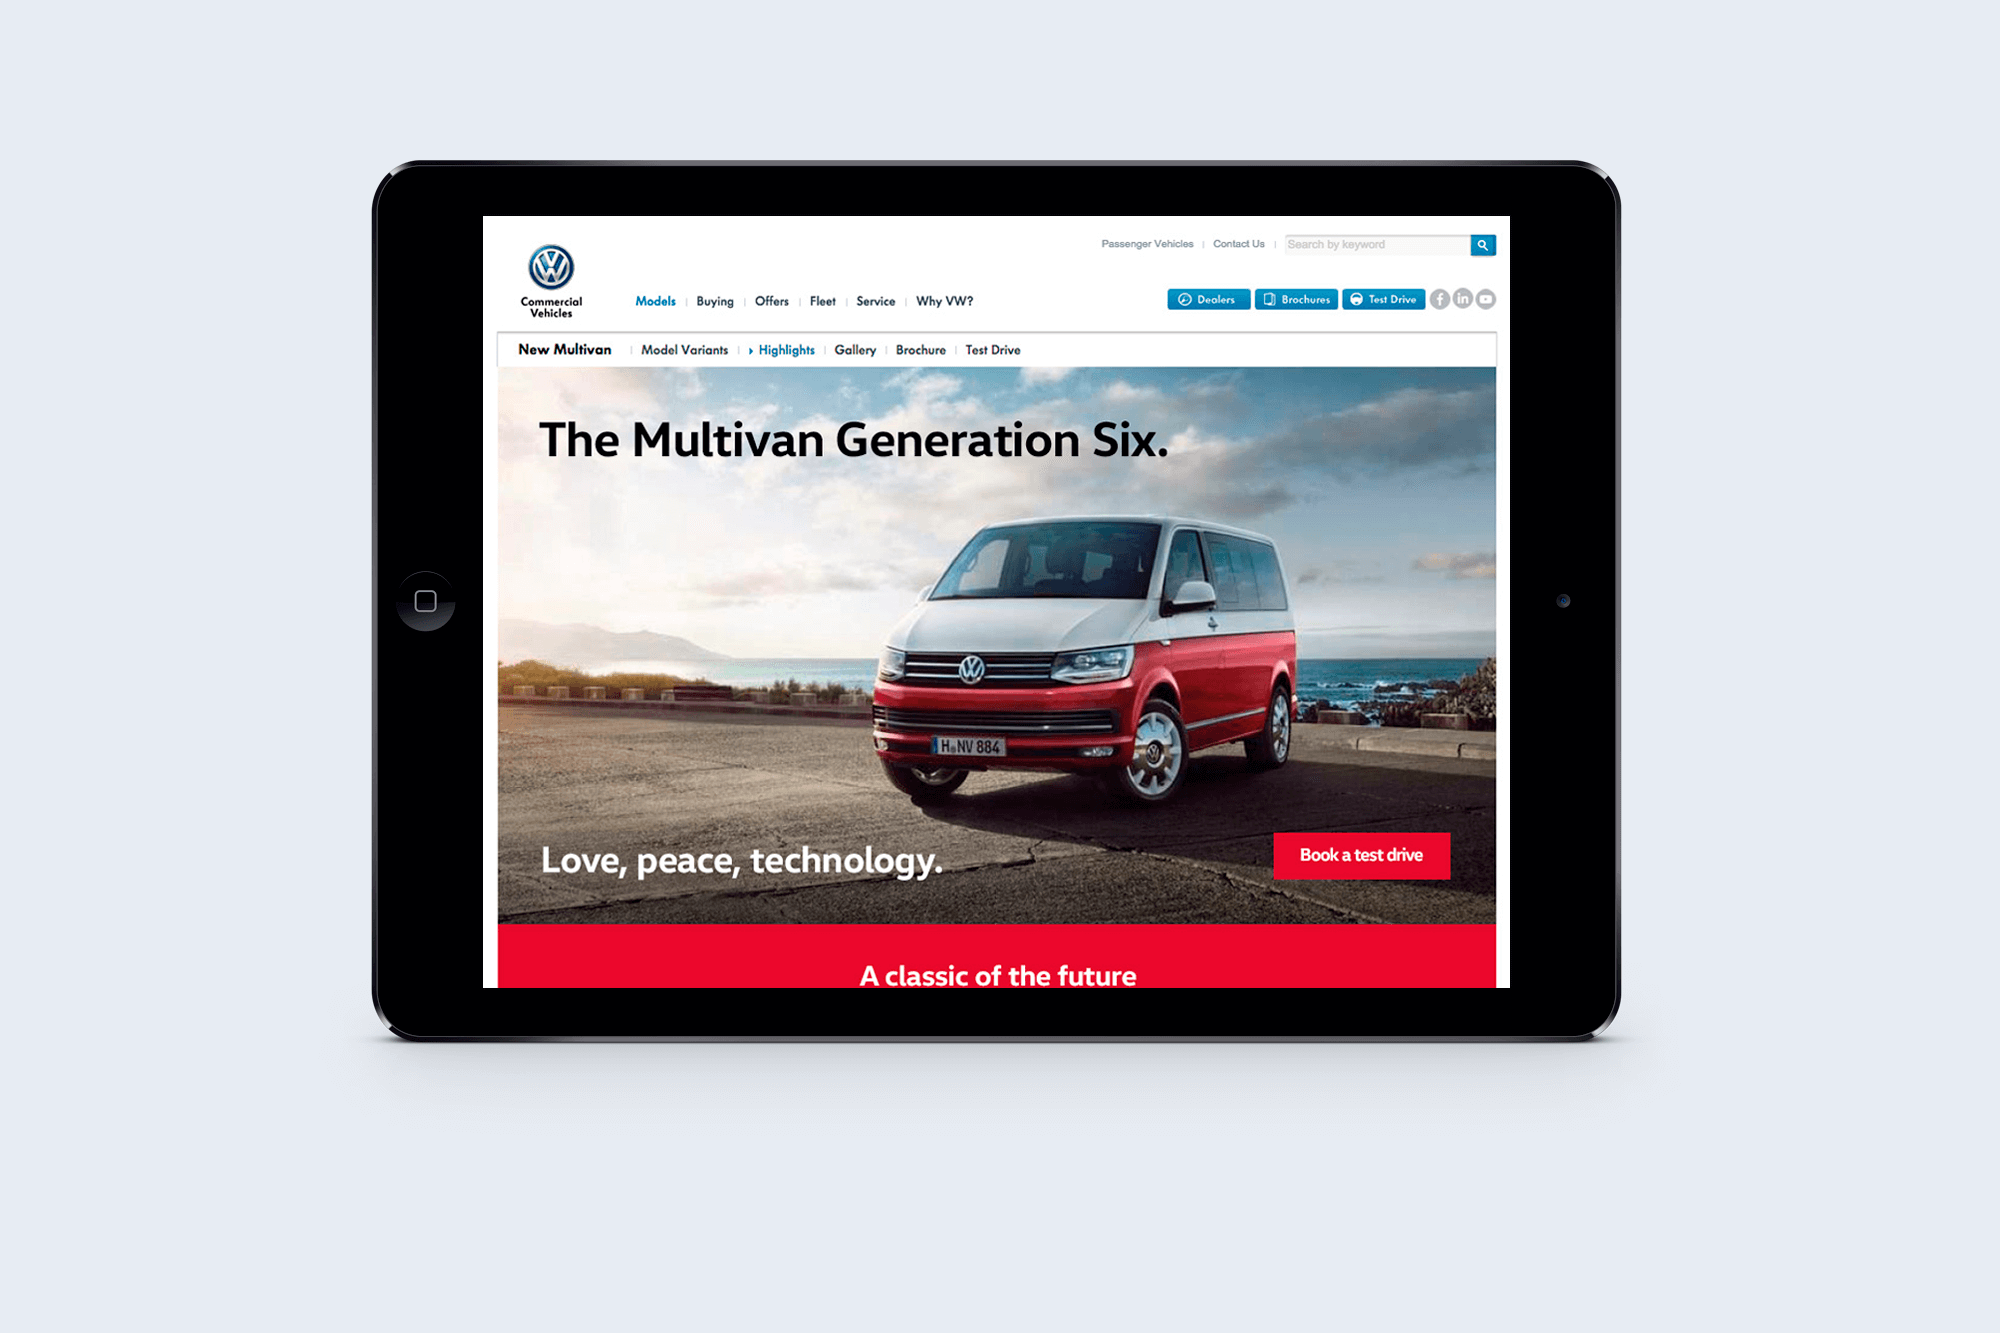 Passenger Vehicles | Contact Us | Search by keyword
Commercial
Vehicles
Models | Buying | Offers | Fleet | Service | Why VW?
Dealers Brochures Test Drive
New Multivan | Model Variants | Highlights | Gallery | Brochure | Test Drive
The Multivan Generation Six.
H NV 884
Love, peace, technology.
Book a test drive
A classic of the future